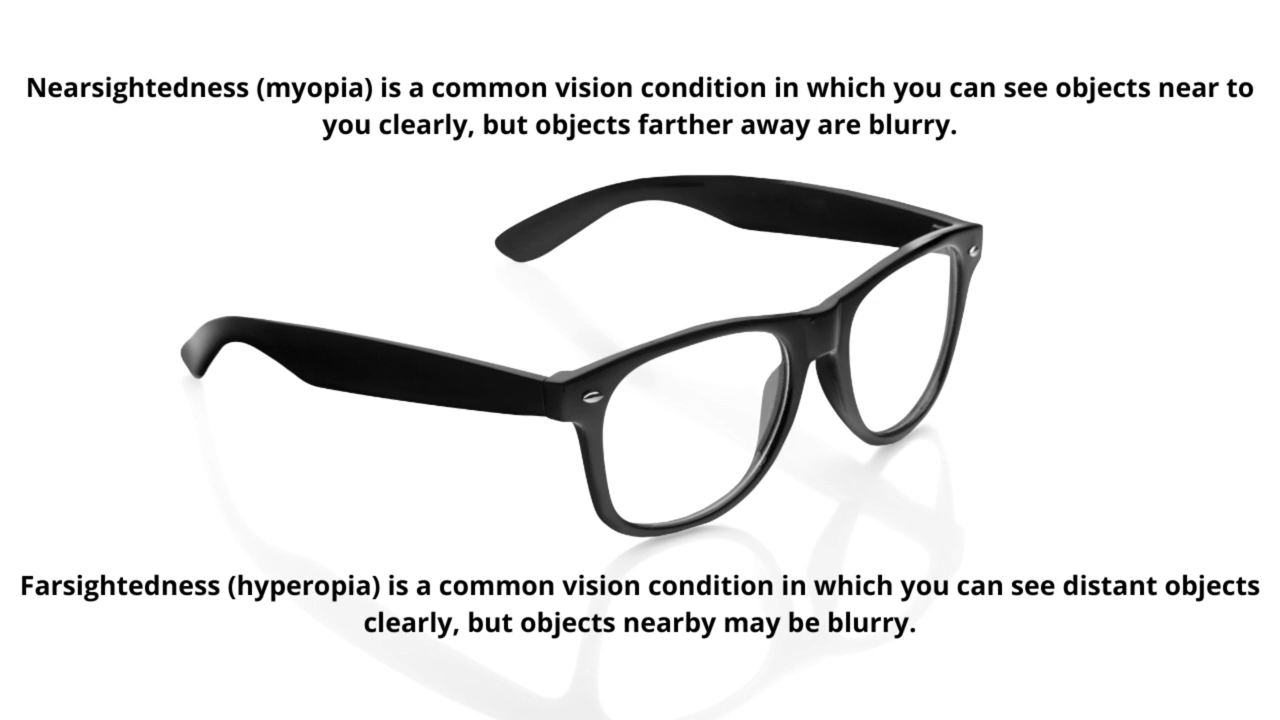 Nearsightedness (myopia) is a common vision condition in which you can see objects near to
you clearly, but objects farther away are blurry.
Farsightedness (hyperopia) is a common vision condition in which you can see distant objects
clearly, but objects nearby may be blurry.